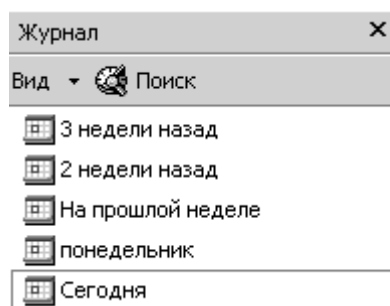 Журнал
Вид Поиск
3 недели назад
2 недели назад
На прошлой неделе
понедельник
Сегодня